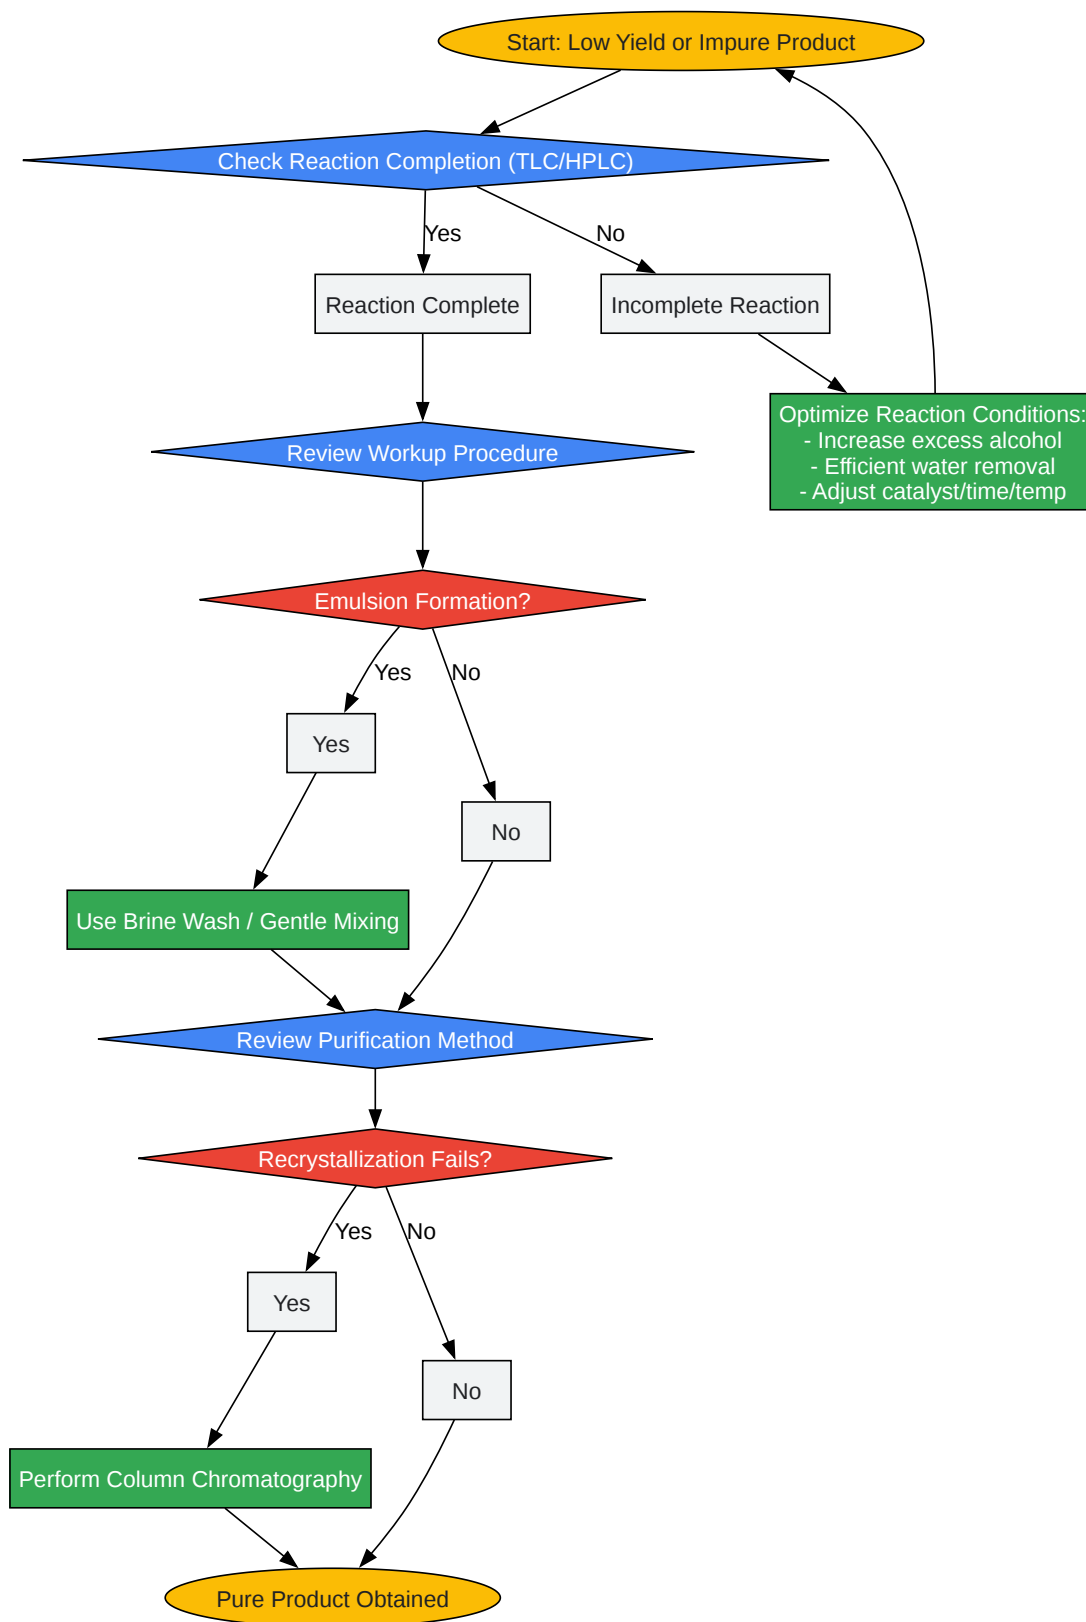 Start: Low Yield or Impure Product
Check Reaction Completion (TLC/HPLC)
Yes
No
Reaction Complete
Incomplete Reaction
Optimize Reaction Conditions:
- Increase excess alcohol
- Efficient water removal
- Adjust catalyst/time/temp
Review Workup Procedure
Emulsion Formation?
Yes
No
Yes
No
Use Brine Wash / Gentle Mixing
Review Purification Method
Recrystallization Fails?
Yes
No
Yes
No
Perform Column Chromatography
Pure Product Obtained